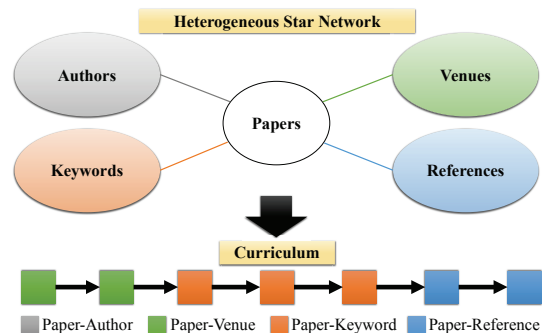 Heterogeneous Star Network
Authors
Venues
Papers
Keywords
References
Curriculum
Paper-Author Paper-Venue Paper-Keyword Paper-Reference